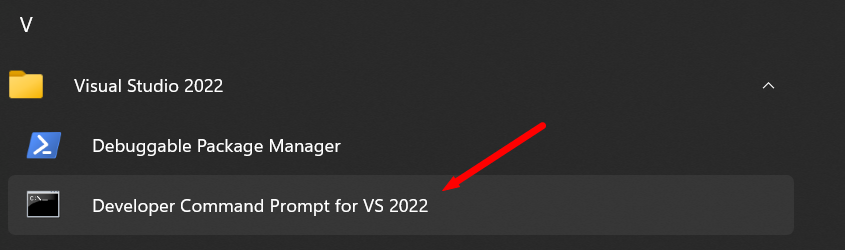 V
Visual Studio 2022
Debuggable Package Manager
C:\.
Developer Command Prompt for VS 2022